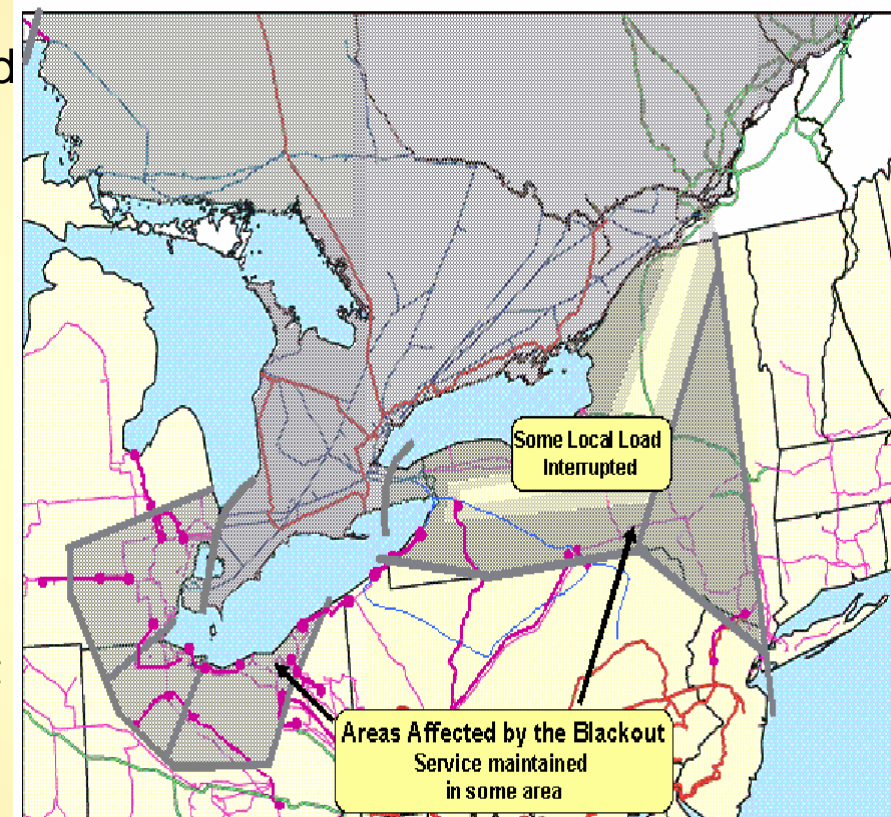 d
Some Local Load
Interrupted
Areas Affected by the Blackout
Service maintained
in some area